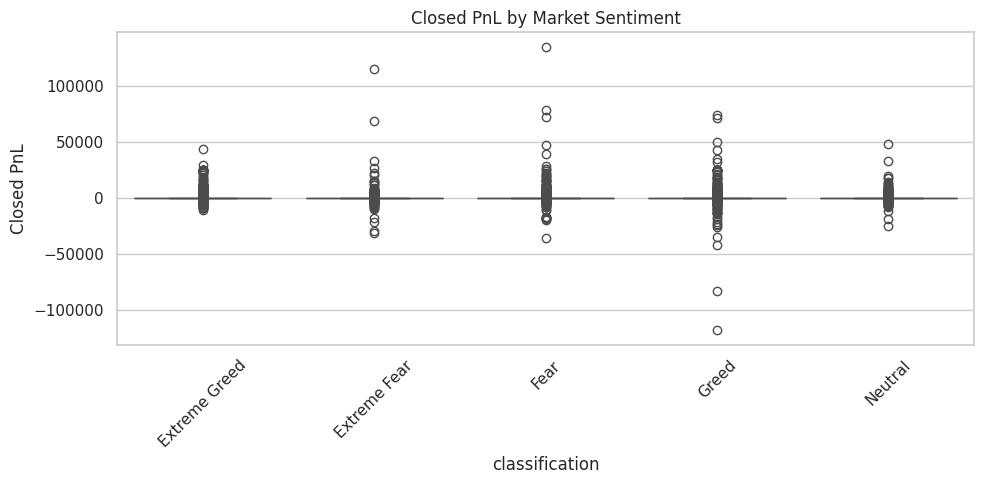 Closed PnL by Market Sentiment
Closed PnL
100000
50000
0
−50000
−100000
Extreme Greed
Extreme Fear
Fear
Greed
Neutral
classification